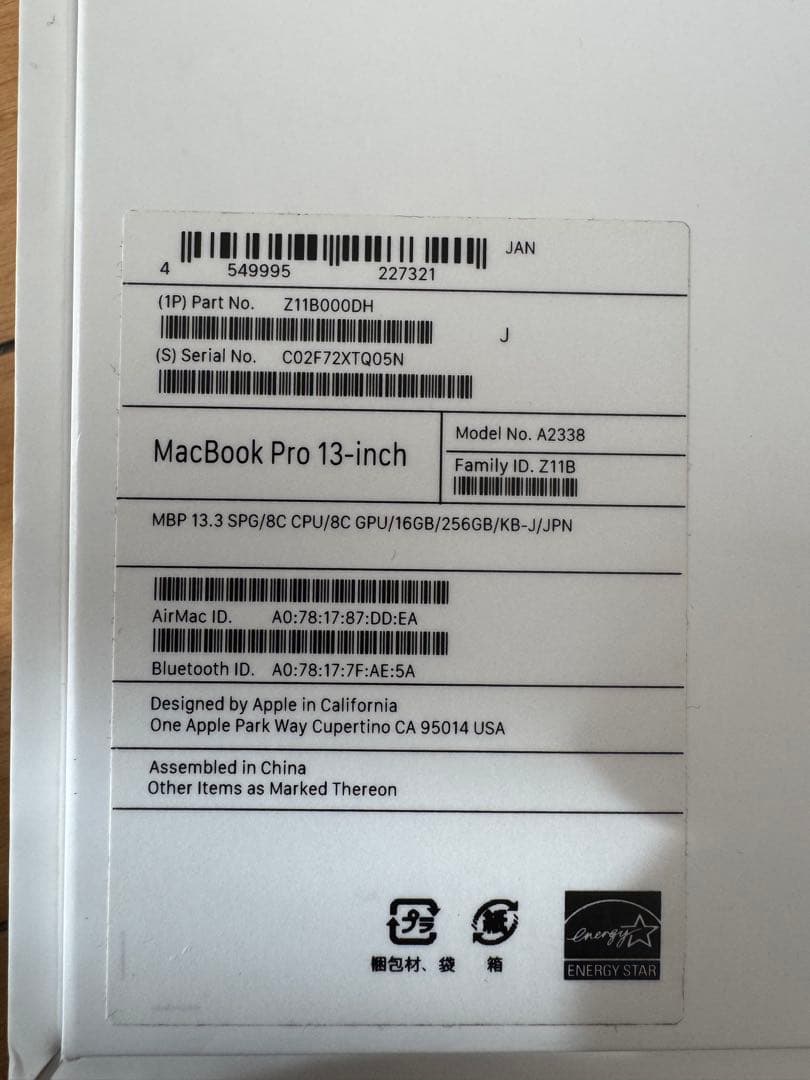 JAN
4 549995 227321
(1P) Part No. Z11B000DH
J
(S) Serial No. C02F72XTQ05N
MacBook Pro 13-inch
Model No. A2338
Family ID. Z11B
MBP 13.3 SPG/8C CPU/8C GPU/16GB/256GB/KB-J/JPN
AirMac ID. A0:78:17:87:DD:EA
Bluetooth ID. A0:78:17:7F:AE:5A
Designed by Apple in California
One Apple Park Way Cupertino CA 95014 USA
Assembled in China
Other Items as Marked Thereon
プラ 紙
梱包材、袋 箱
energy
ENERGY STAR